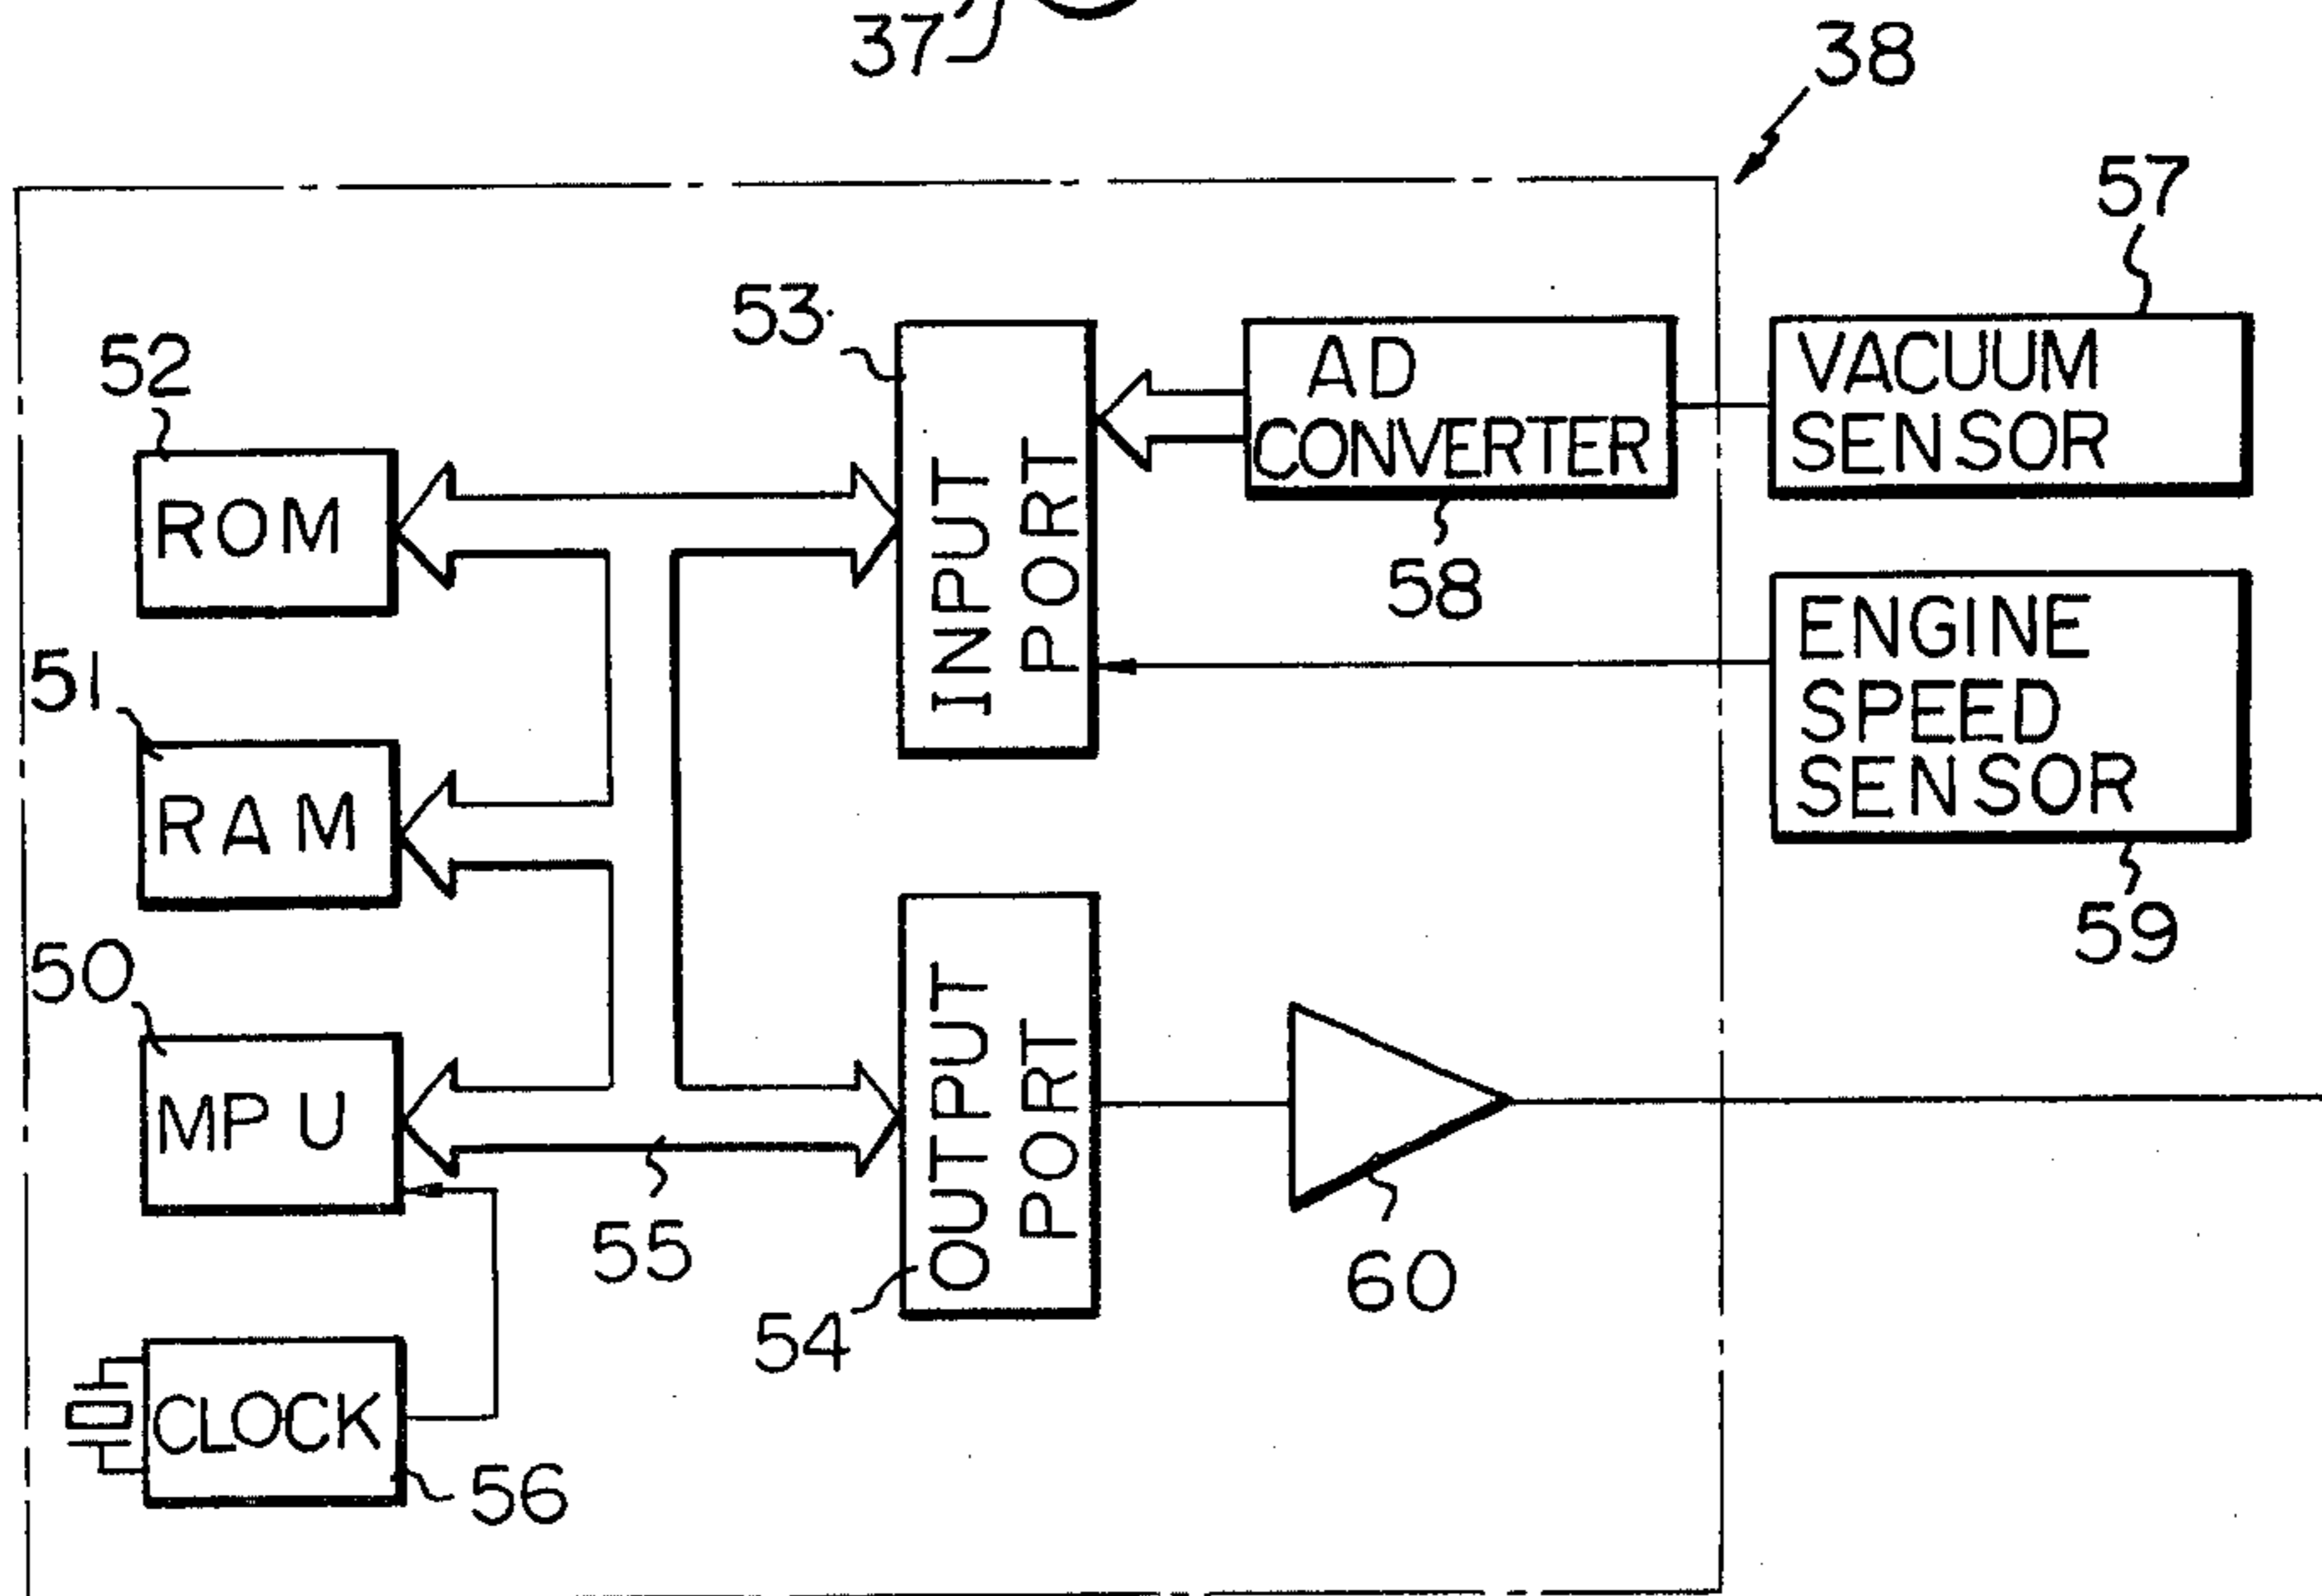 37
38
57
53
52
AD
CONVERTER
VACUUM
SENSOR
ROM
INPUT
PORT
58
ENGINE
SPEED
SENSOR
51
RAM
59
50
MPU
OUTPUT
PORT
55
60
54
CLOCK
56